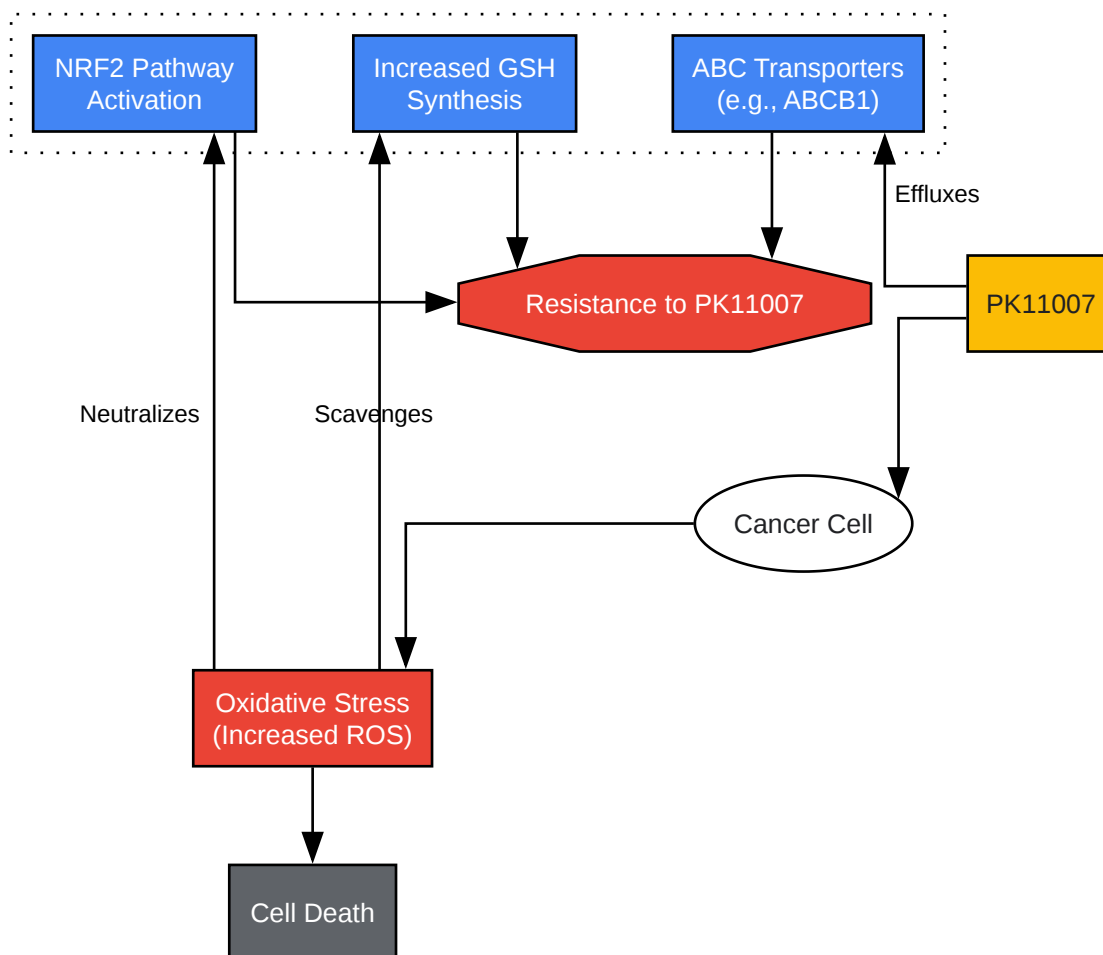 NRF2 Pathway
Activation
Increased GSH
Synthesis
ABC Transporters
(e.g., ABCB1)
Effluxes
Resistance to PK11007
PK11007
Neutralizes
Scavenges
Cancer Cell
Oxidative Stress
(Increased ROS)
Cell Death